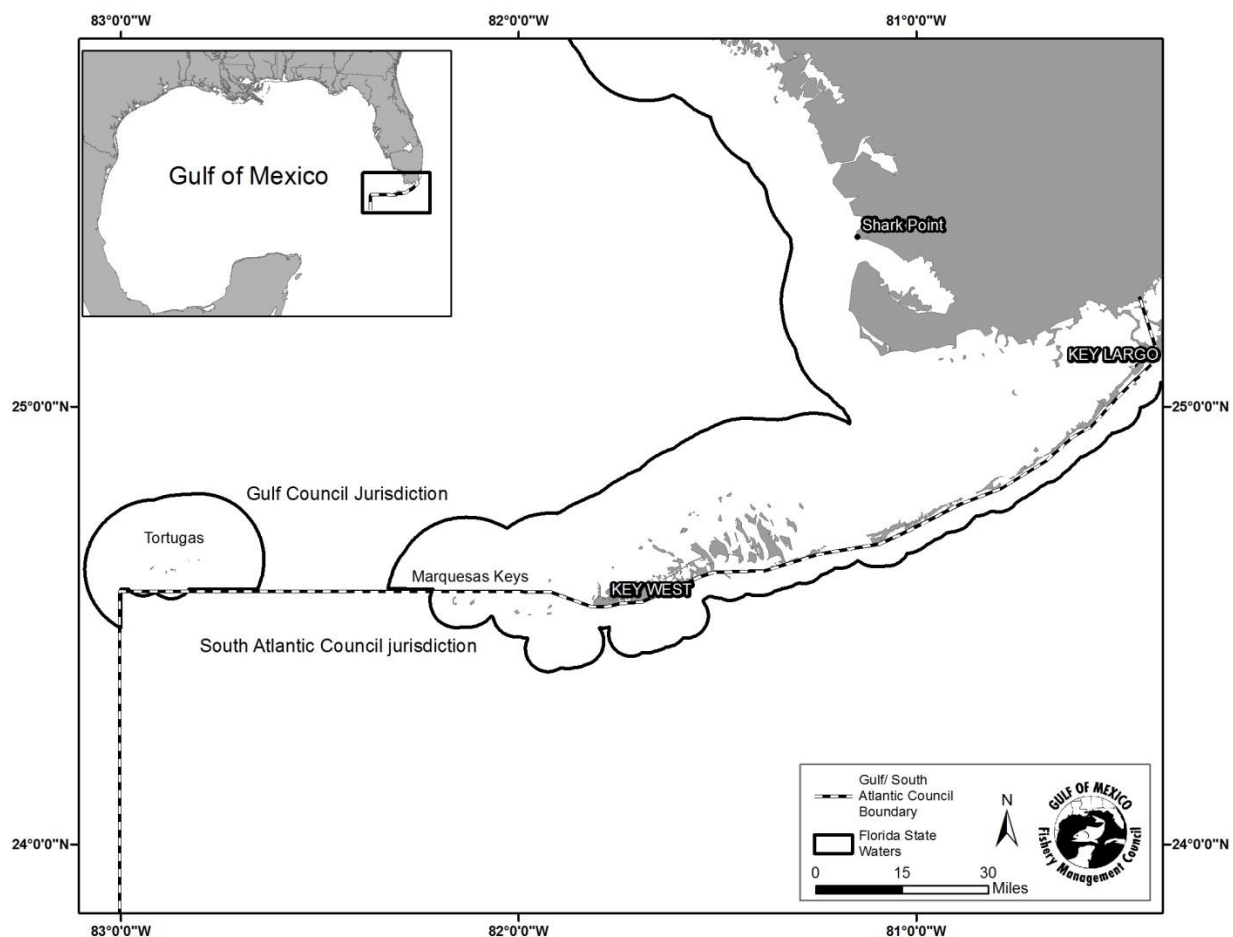 83°0'0"W
82°0'0"W
81°0'0"W
Gulf of Mexico
Shark Point
KEY LARGO
25°0'0"N
25°0'0"N
Gulf Council Jurisdiction
Tortugas
Marquesas Keys
KEY WEST
South Atlantic Council jurisdiction
Gulf/ South
Atlantic Council
Boundary
Florida State
Waters
N
0
15
30
Miles
GULF OF MEXICO
Fishery Management Council
24°0'0"N
24°0'0"N
83°0'0"W
82°0'0"W
81°0'0"W